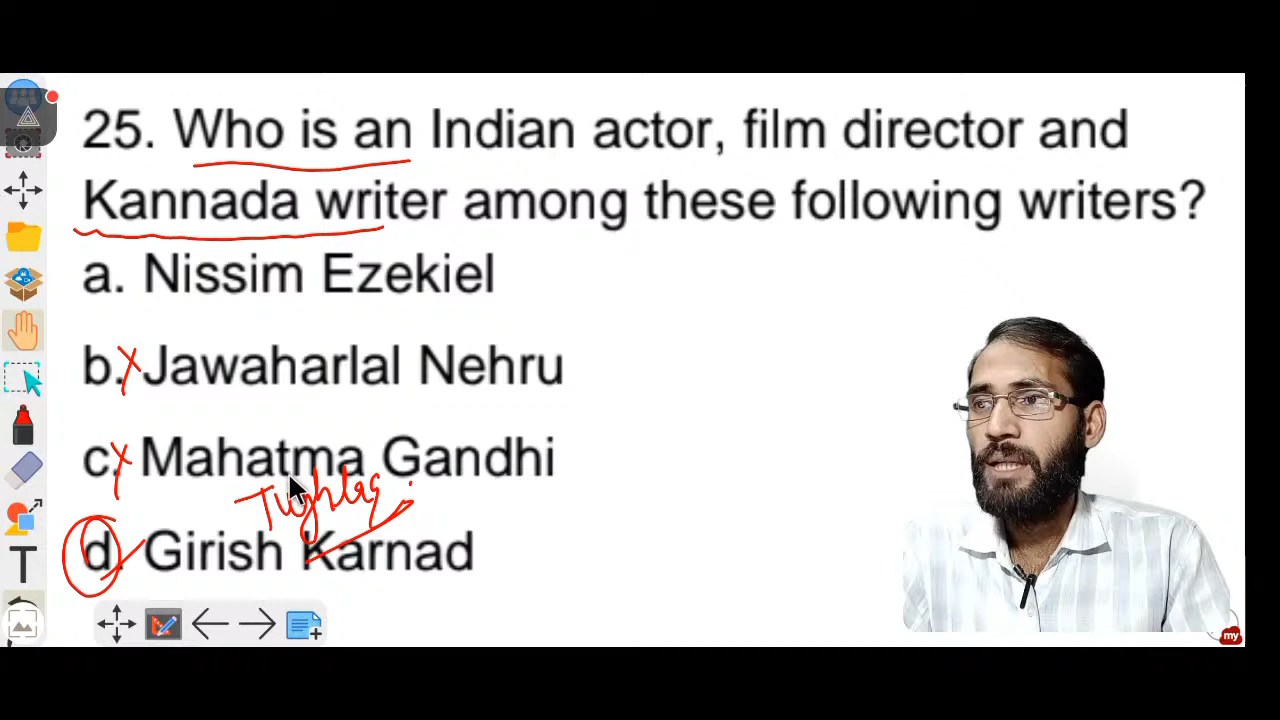 25. Who is an Indian actor, film director and
Kannada writer among these following writers?
a. Nissim Ezekiel
b. Jawaharlal Nehru
c. Mahatma Gandhi
Tughlaq
d. Girish Karnad
T
my